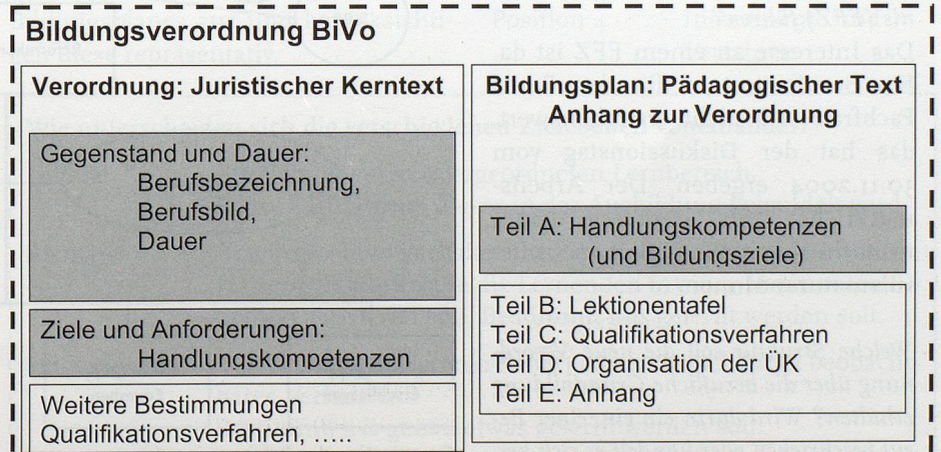 Bildungsverordnung BiVo
Verordnung: Juristischer Kerntext
Gegenstand und Dauer:
Berufsbezeichnung,
Berufsbild,
Dauer
Ziele und Anforderungen:
Handlungskompetenzen
Weitere Bestimmungen
Qualifikationsverfahren, .....
Bildungsplan: Pädagogischer Text
Anhang zur Verordnung
Teil A: Handlungskompetenzen
(und Bildungsziele)
Teil B: Lektionentafel
Teil C: Qualifikationsverfahren
Teil D: Organisation der ÜK
Teil E: Anhang